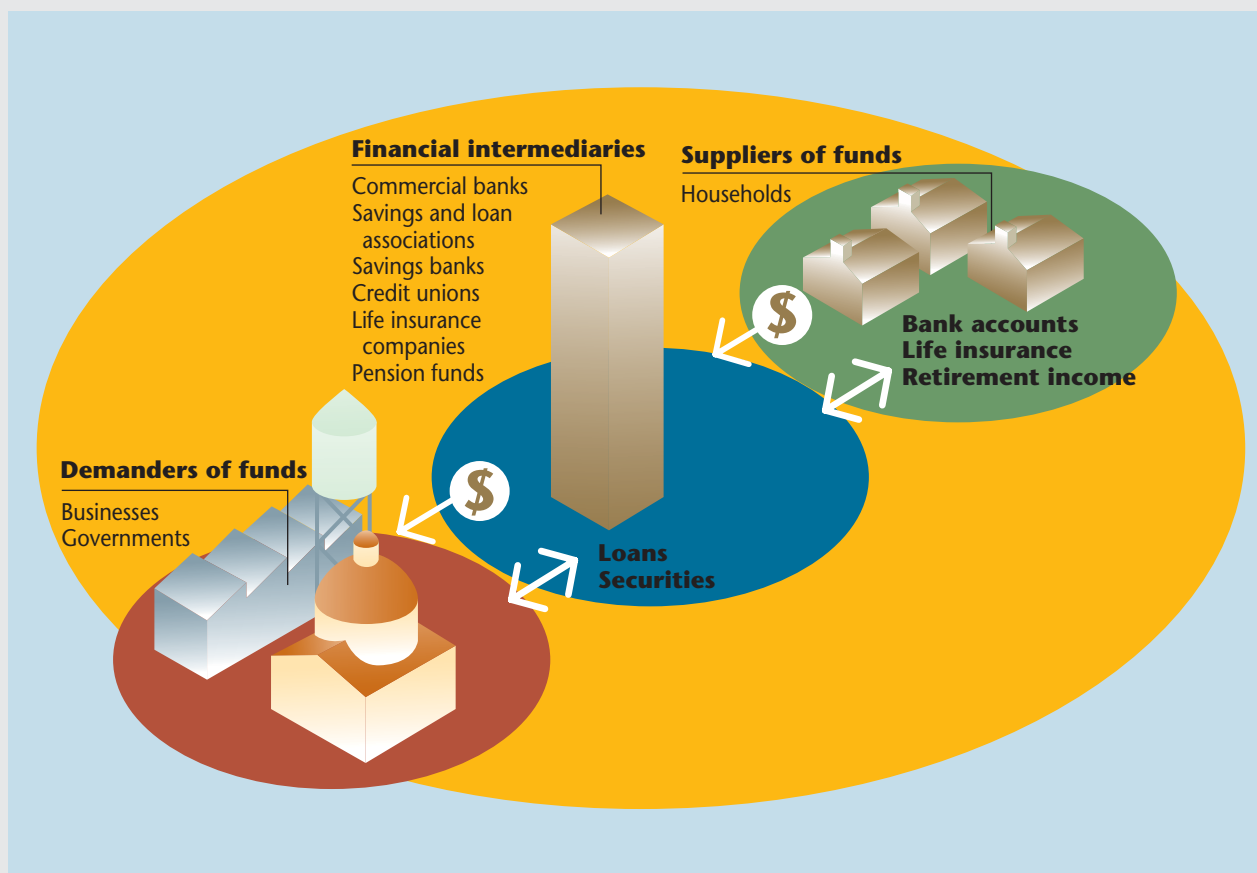 Financial intermediaries
Commercial banks
Savings and loan
associations
Savings banks
Credit unions
Life insurance
companies
Pension funds
Suppliers of funds
Households
$
Bank accounts
Life insurance
Retirement income
Demanders of funds
Businesses
Governments
$
Loans
Securities